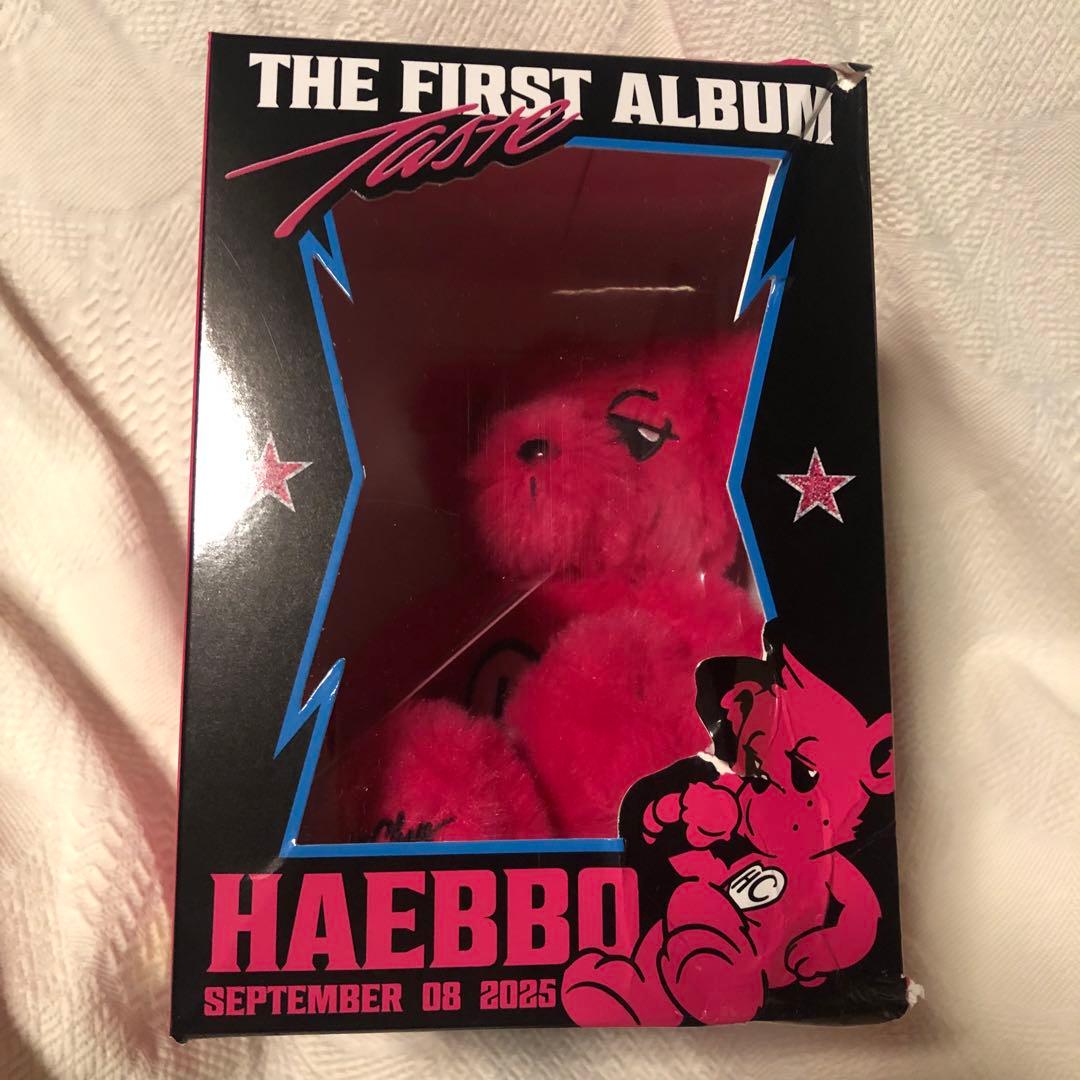 THE FIRST ALBUM
Taste
HC
HAEBBO
SEPTEMBER 08 2025